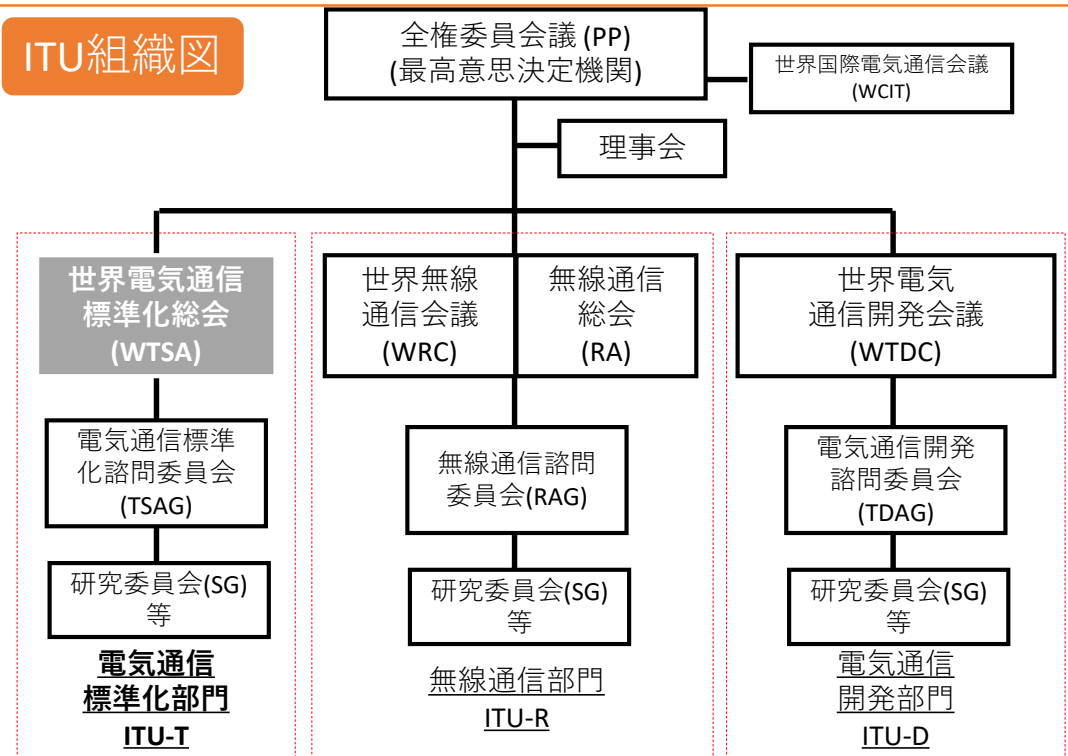 ITU組織図
全権委員会議 (PP)
(最高意思決定機関)
世界国際電気通信会議
(WCIT)
理事会
世界電気通信
標準化総会
(WTSA)
世界無線
通信会議
(WRC)
無線通信
総会
(RA)
世界電気
通信開発会議
(WTDC)
電気通信標準
化諮問委員会
(TSAG)
無線通信諮問
委員会(RAG)
電気通信開発
諮問委員会
(TDAG)
研究委員会(SG)
等
研究委員会(SG)
等
研究委員会(SG)
等
電気通信
標準化部門
ITU-T
無線通信部門
ITU-R
電気通信
開発部門
ITU-D